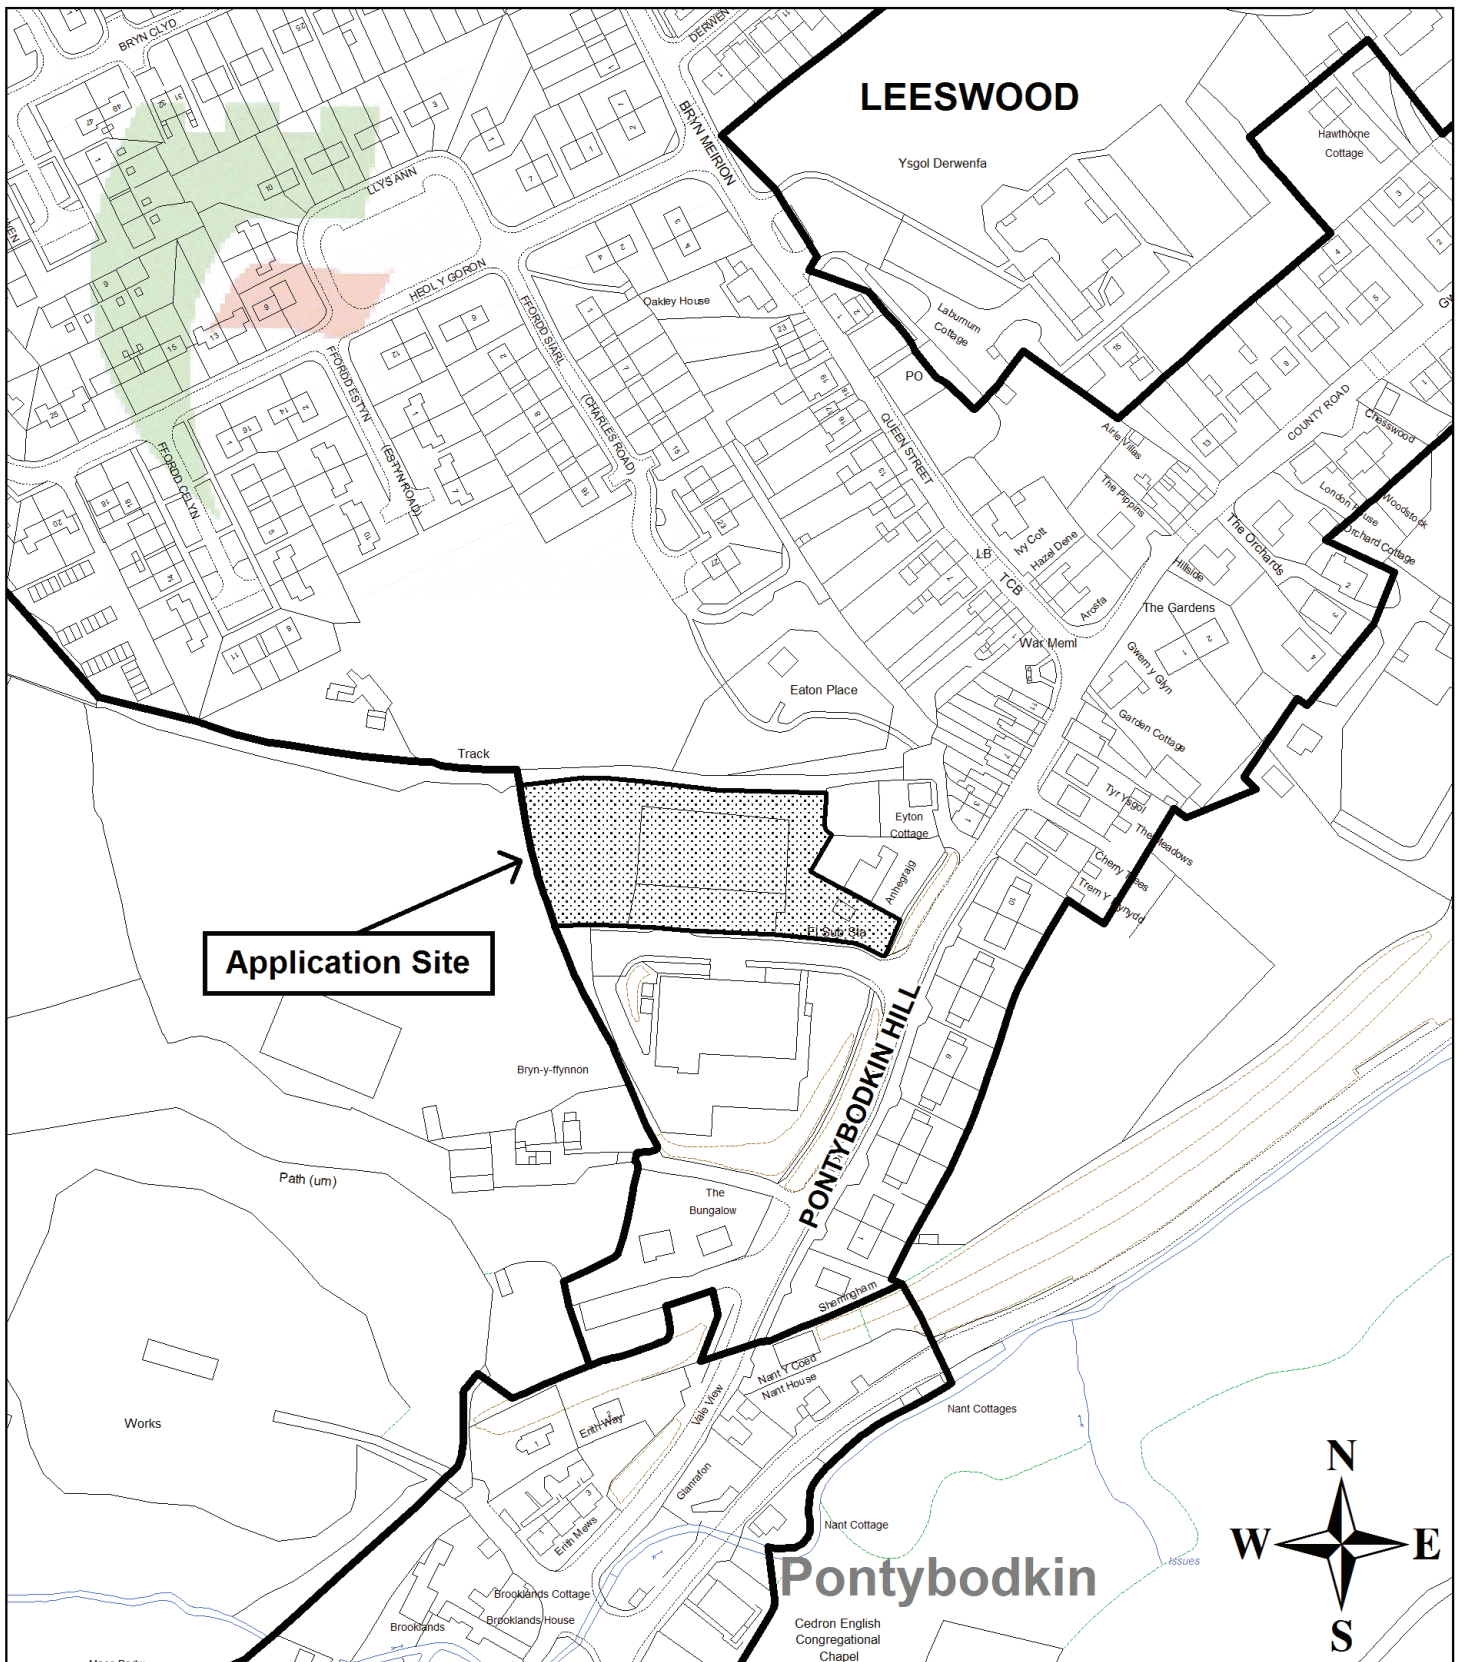 BRYN CLYD
DERWEN
BRYN MEIRION
LEESWOOD
Ysgol Derwenfa
Hawthorne
Cottage
LLYS ANN
HEOL Y GORON
FFORDD SIARL
(CHARLES ROAD)
FFORDD ESTYN
(ESTYN ROAD)
FFORDD CELYN
Oakley House
Laburnum
Cottage
PO
QUEEN STREET
COUNTY ROAD
Chesswood
Airlie Villas
The Pippins
London House
Woodstock
Orchard Cottage
The Orchards
Ivy Cott
Hazel Dene
LB
TCB
Hillside
Arosfa
The Gardens
War Meml
Gwern y Glyn
Garden Cottage
Eaton Place
Track
Eyton
Cottage
Tyr Ysgol
The Meadows
Cherry Trees
Trem Y Mynydd
Anhegraig
El Sub Sta
Application Site
PONTYBODKIN HILL
Bryn-y-ffynnon
Path (um)
The
Bungalow
Sherringham
Nant Y Coed
Nant House
Vale View
Nant Cottages
Works
Erith Way
Glanrafon
Erith Mews
Nant Cottage
Pontybodkin
Issues
Brooklands Cottage
Brooklands House
Brooklands
Cedron English
Congregational
Chapel
N
W
E
S